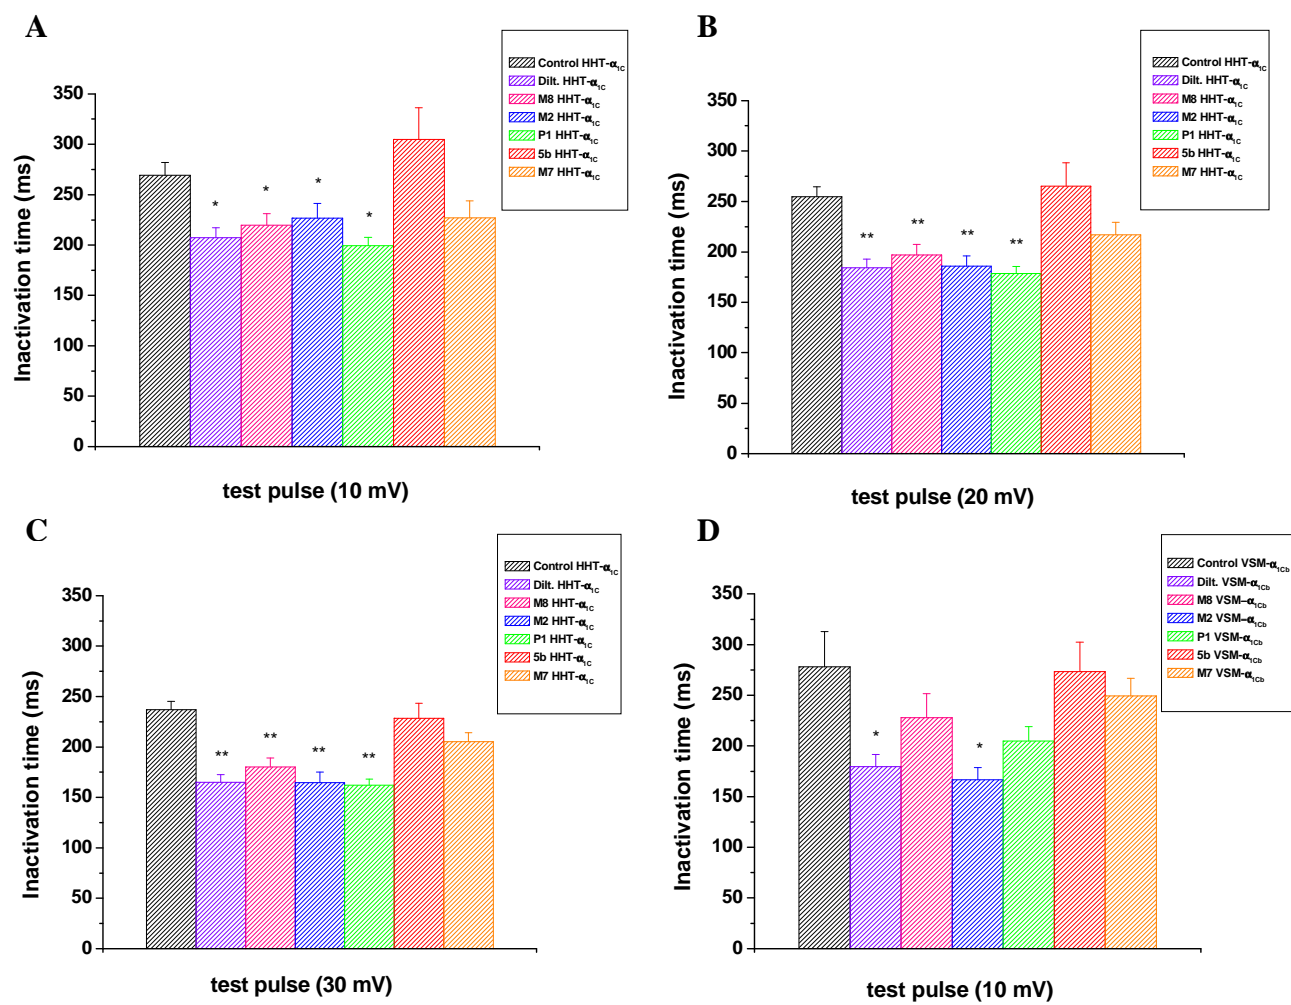 A
Control HHT-α1C
Dilt. HHT-α1C
M8 HHT-α1C
M2 HHT-α1C
P1 HHT-α1C
5b HHT-α1C
M7 HHT-α1C
350
300
250
200
150
100
50
0
Inactivation time (ms)
*
*
*
*
test pulse (10 mV)
B
Control HHT-α1C
Dilt. HHT-α1C
M8 HHT-α1C
M2 HHT-α1C
P1 HHT-α1C
5b HHT-α1C
M7 HHT-α1C
350
300
250
200
150
100
50
0
Inactivation time (ms)
**
**
**
**
test pulse (20 mV)
C
Control HHT-α1C
Dilt. HHT-α1C
M8 HHT-α1C
M2 HHT-α1C
P1 HHT-α1C
5b HHT-α1C
M7 HHT-α1C
350
300
250
200
150
100
50
0
Inactivation time (ms)
**
**
**
**
test pulse (30 mV)
D
Control VSM-α1Cb
Dilt. VSM-α1Cb
M8 VSM–α1Cb
M2 VSM–α1Cb
P1 VSM-α1Cb
5b VSM-α1Cb
M7 VSM-α1Cb
350
300
250
200
150
100
50
0
Inactivation time (ms)
*
*
test pulse (10 mV)